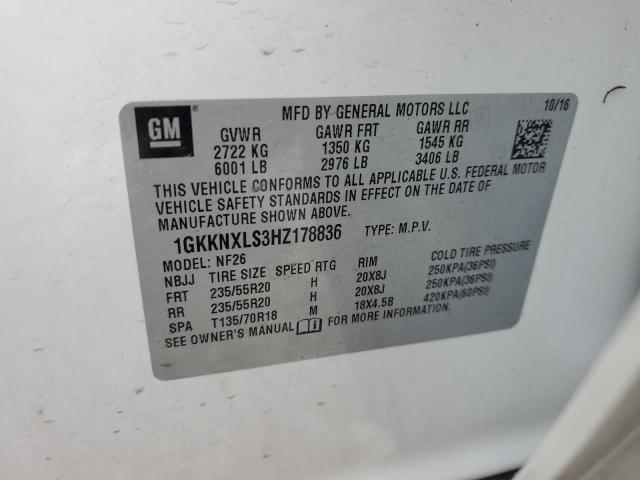 GM
MFD BY GENERAL MOTORS LLC 10/16
GVWR GAWR FRT GAWR RR
2722 KG 1350 KG 1545 KG
6001 LB 2976 LB 3406 LB
THIS VEHICLE CONFORMS TO ALL APPLICABLE U.S. FEDERAL MOTOR
VEHICLE SAFETY STANDARDS IN EFFECT ON THE DATE OF
MANUFACTURE SHOWN ABOVE.
1GKKNXLS3HZ178836 TYPE: M.P.V.
MODEL: NF26
NBJJ TIRE SIZE SPEED RTG RIM COLD TIRE PRESSURE
FRT 235/55R20 H 20X8J 250KPA(36PSI)
RR 235/55R20 H 20X8J 250KPA(36PSI)
SPA T135/70R18 M 18X4.5B 420KPA(60PSI)
SEE OWNER'S MANUAL FOR MORE INFORMATION.